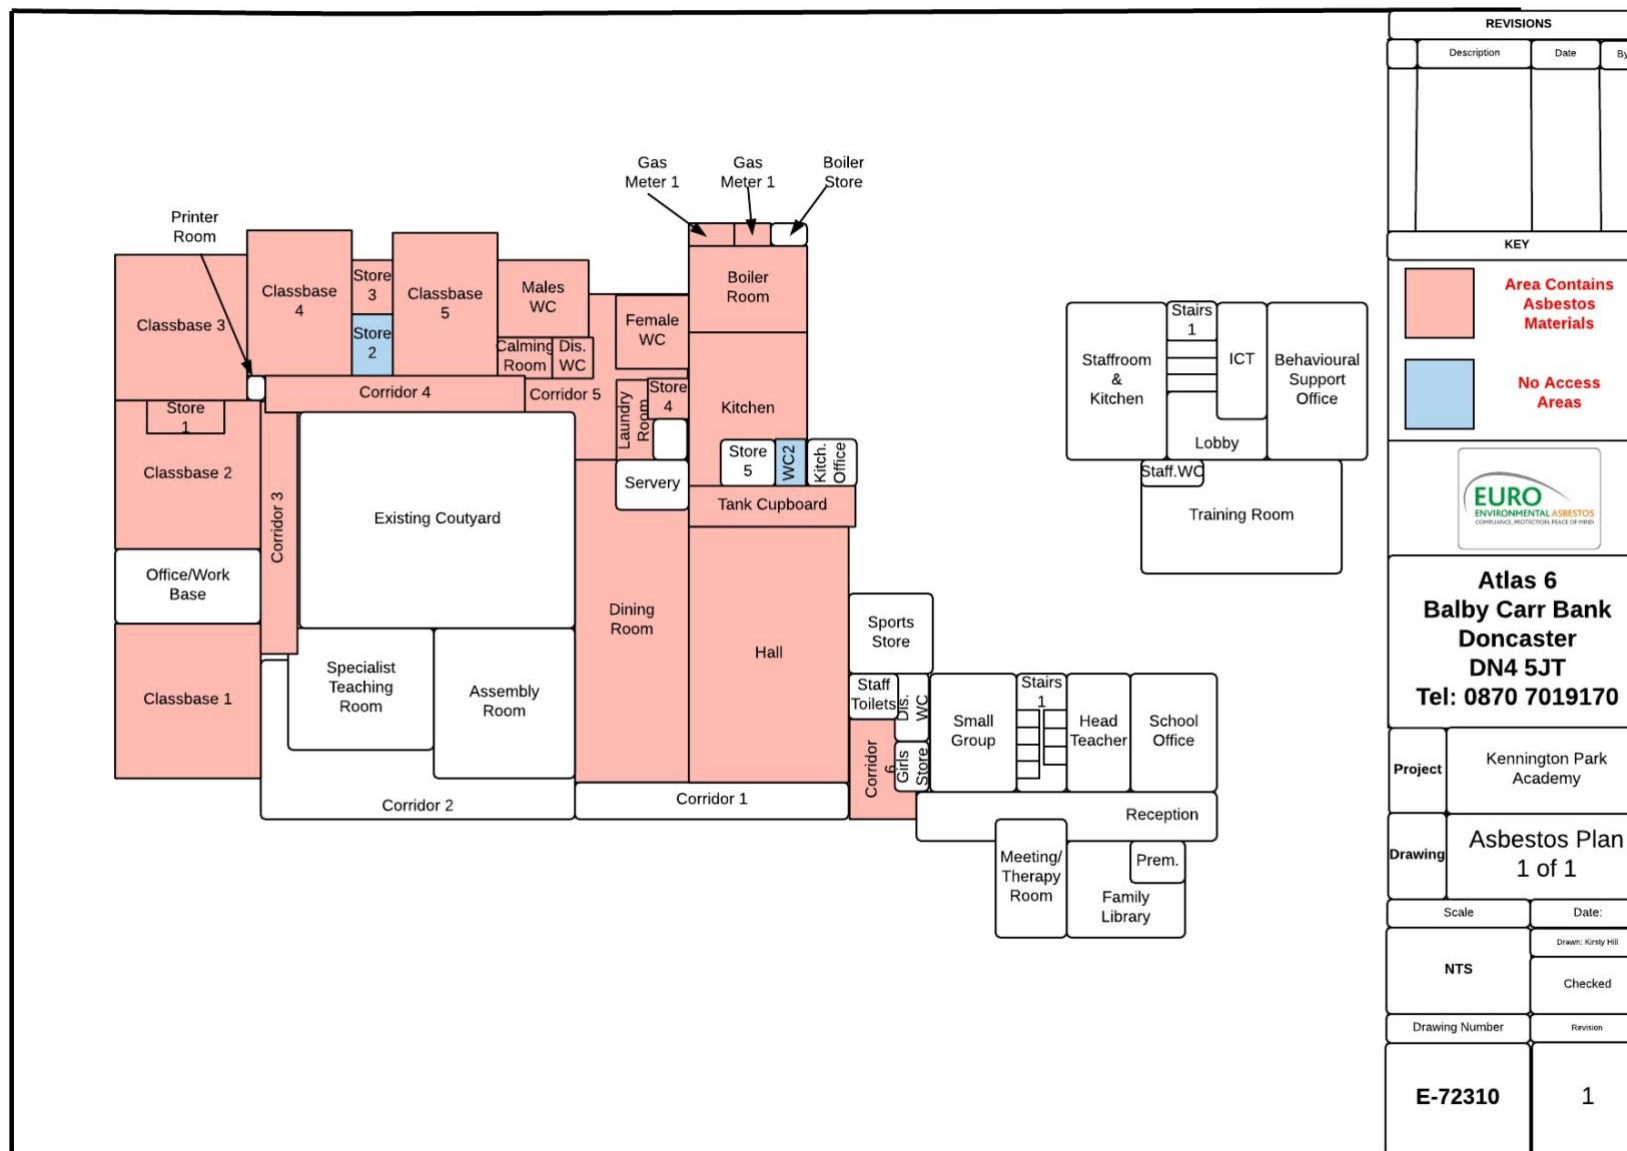 REVISIONS
Description
Date
By
Gas
Meter 1
Gas
Meter 1
Boiler
Store
Printer
Room
Classbase 3
Classbase
4
Store
3
Store
2
Classbase
5
Males
WC
Calming
Room
Dis.
WC
Female
WC
Boiler
Room
Corridor 4
Corridor 5
Laundry
Room
Store
4
Kitchen
Store
1
Classbase 2
Corridor 3
Existing Coutyard
Servery
Store
5
WC2
Kitch.
Office
Tank Cupboard
Office/Work
Base
Classbase 1
Specialist
Teaching
Room
Assembly
Room
Dining
Room
Hall
Corridor 2
Corridor 1
Sports
Store
Staff
Toilets
Dis.
WC
Corridor
6
Girls
Store
Small
Group
Stairs
1
Head
Teacher
School
Office
Reception
Meeting/
Therapy
Room
Prem.
Family
Library
Staffroom
&
Kitchen
Stairs
1
ICT
Behavioural
Support
Office
Lobby
Staff.WC
Training Room
KEY
Area Contains
Asbestos
Materials
No Access
Areas
EURO
ENVIRONMENTAL ASBESTOS
COMPLIANCE, PROTECTION, PEACE OF MIND
Atlas 6
Balby Carr Bank
Doncaster
DN4 5JT
Tel: 0870 7019170
Project
Kennington Park
Academy
Drawing
Asbestos Plan
1 of 1
Scale
Date:
NTS
Drawn: Kirsty Hill
Checked
Drawing Number
Revision
E-72310
1